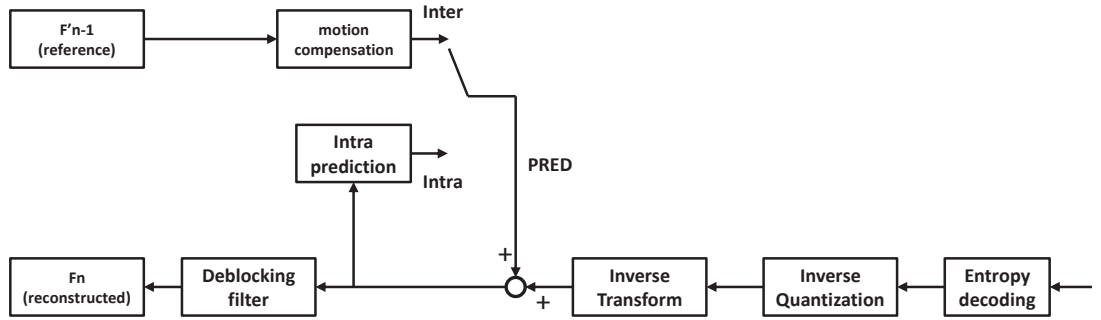 F'n-1
(reference)
motion
compensation
Inter
Intra
prediction
Intra
PRED
+
+
Fn
(reconstructed)
Deblocking
filter
Inverse
Transform
Inverse
Quantization
Entropy
decoding